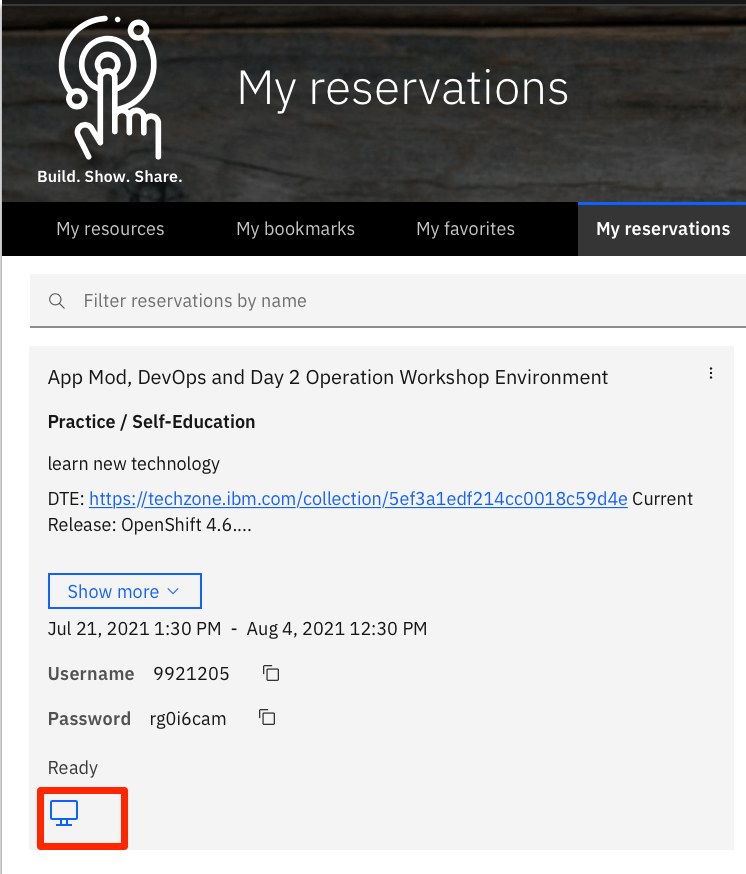 My reservations
Build. Show. Share.
My resources My bookmarks My favorites My reservations
Filter reservations by name
App Mod, DevOps and Day 2 Operation Workshop Environment
Practice / Self-Education
learn new technology
DTE: https://techzone.ibm.com/collection/5ef3a1edf214cc0018c59d4e Current
Release: OpenShift 4.6....
Show more
Jul 21, 2021 1:30 PM - Aug 4, 2021 12:30 PM
Username 9921205
Password rg0i6cam
Ready